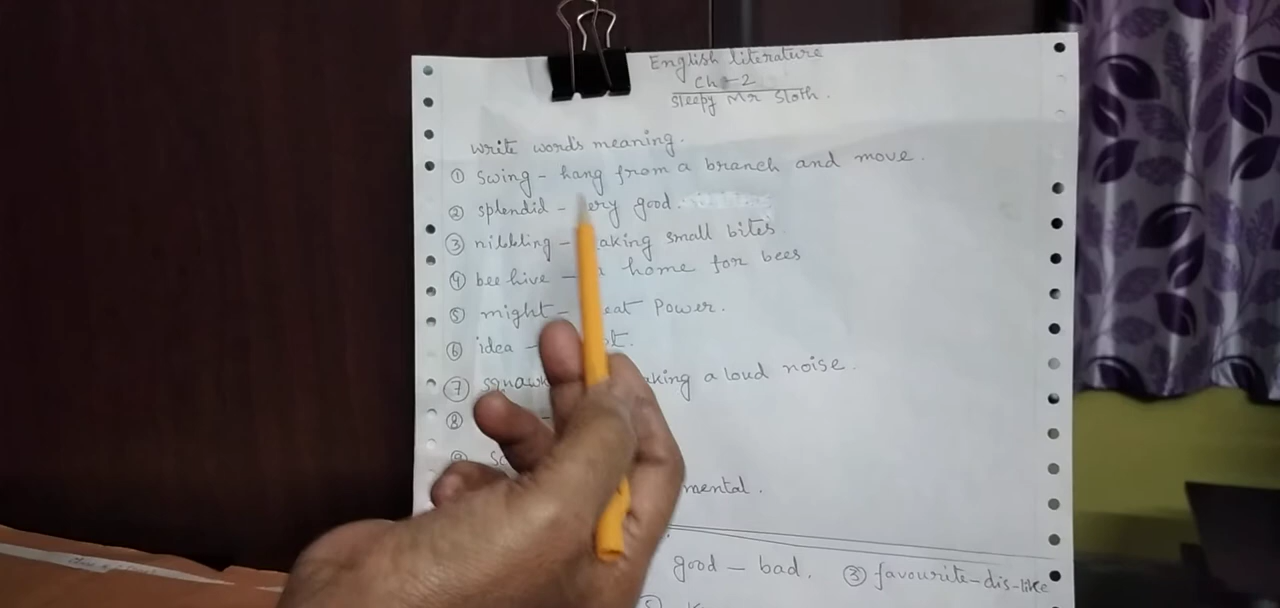 English literature
Ch-2
Sleepy Mr Sloth.
write words meaning.
① swing - hang from a branch and move.
② splendid - ery good.
③ nibbling - aking small bites
④ bee hive - home for bees
⑤ might - eat Power.
⑥ idea -
⑦ squawk aking a loud noise.
⑧
⑨
mental.
good - bad. ③ favourite-dis-like